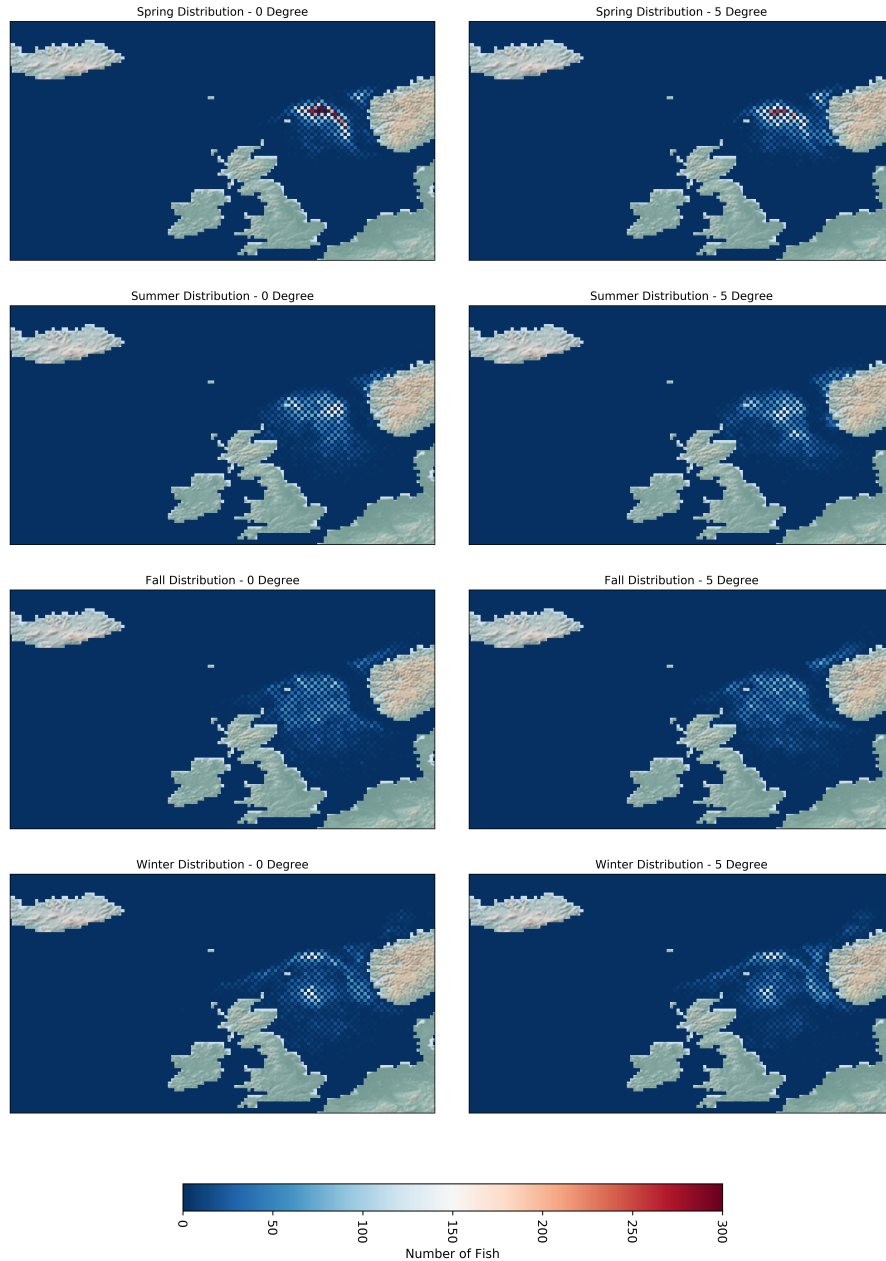 Spring Distribution - 0 Degree
Spring Distribution - 5 Degree
Summer Distribution - 0 Degree
Summer Distribution - 5 Degree
Fall Distribution - 0 Degree
Fall Distribution - 5 Degree
Winter Distribution - 0 Degree
Winter Distribution - 5 Degree
0 50 100 150 200 250 300
Number of Fish